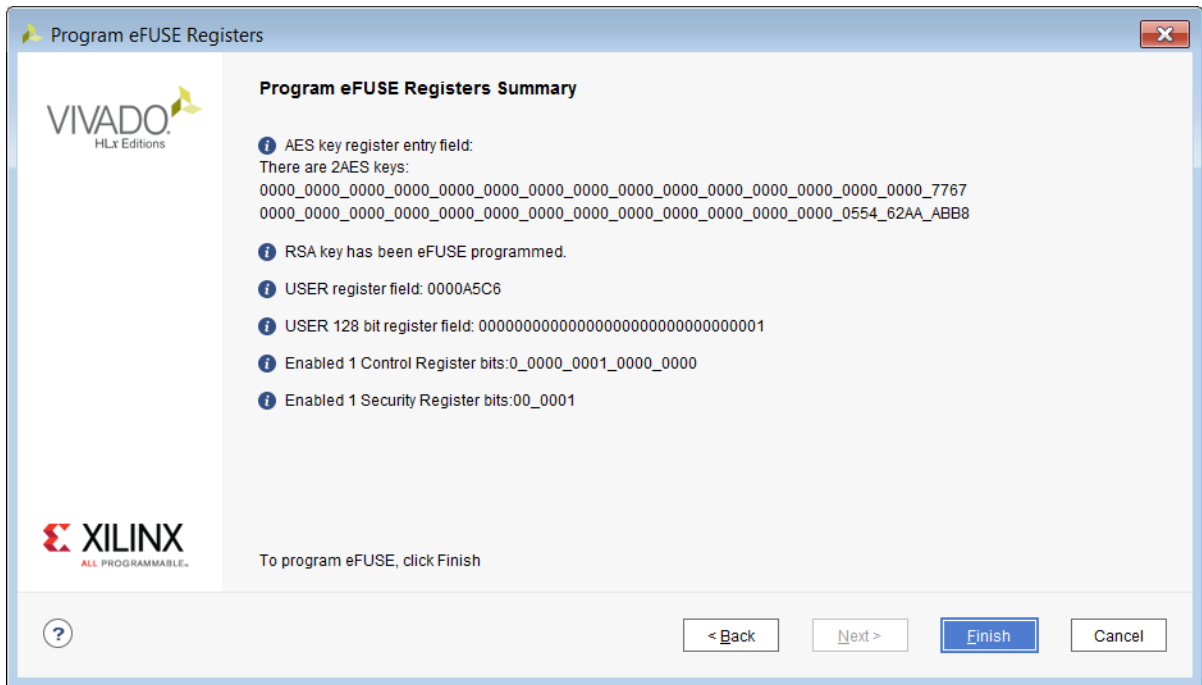 Program eFUSE Registers
VIVADO.
HLx Editions
Program eFUSE Registers Summary
AES key register entry field:
There are 2AES keys:
0000_0000_0000_0000_0000_0000_0000_0000_0000_0000_0000_0000_0000_0000_0000_7767
0000_0000_0000_0000_0000_0000_0000_0000_0000_0000_0000_0000_0000_0554_62AA_ABB8
RSA key has been eFUSE programmed.
USER register field: 0000A5C6
USER 128 bit register field: 00000000000000000000000000000001
Enabled 1 Control Register bits:0_0000_0001_0000_0000
Enabled 1 Security Register bits:00_0001
XILINX
ALL PROGRAMMABLE™
To program eFUSE, click Finish
?
< Back
Next >
Finish
Cancel